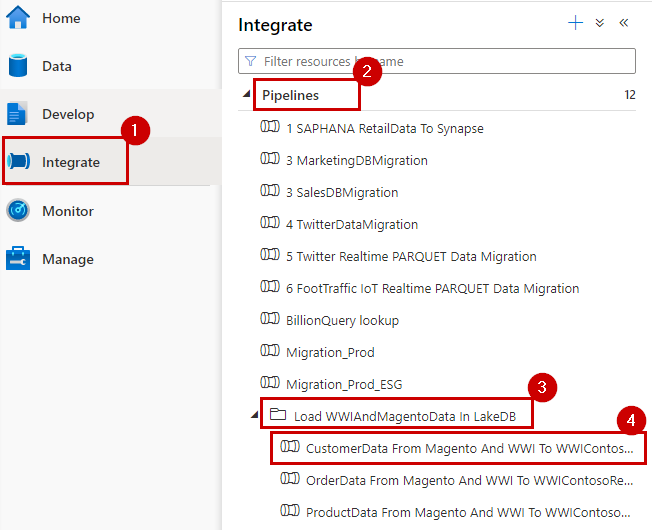 Home
Data
Develop
1
Integrate
Monitor
Manage
Integrate
Filter resources by name
2
Pipelines
12
1 SAPHANA RetailData To Synapse
3 MarketingDBMigration
3 SalesDBMigration
4 TwitterDataMigration
5 Twitter Realtime PARQUET Data Migration
6 FootTraffic IoT Realtime PARQUET Data Migration
BillionQuery lookup
Migration_Prod
Migration_Prod_ESG
3
Load WWIAndMagentoData In LakeDB
4
CustomerData From Magento And WWI To WWIContos...
OrderData From Magento And WWI To WWIContosoRe...
ProductData From Magento And WWI To WWIContoso...